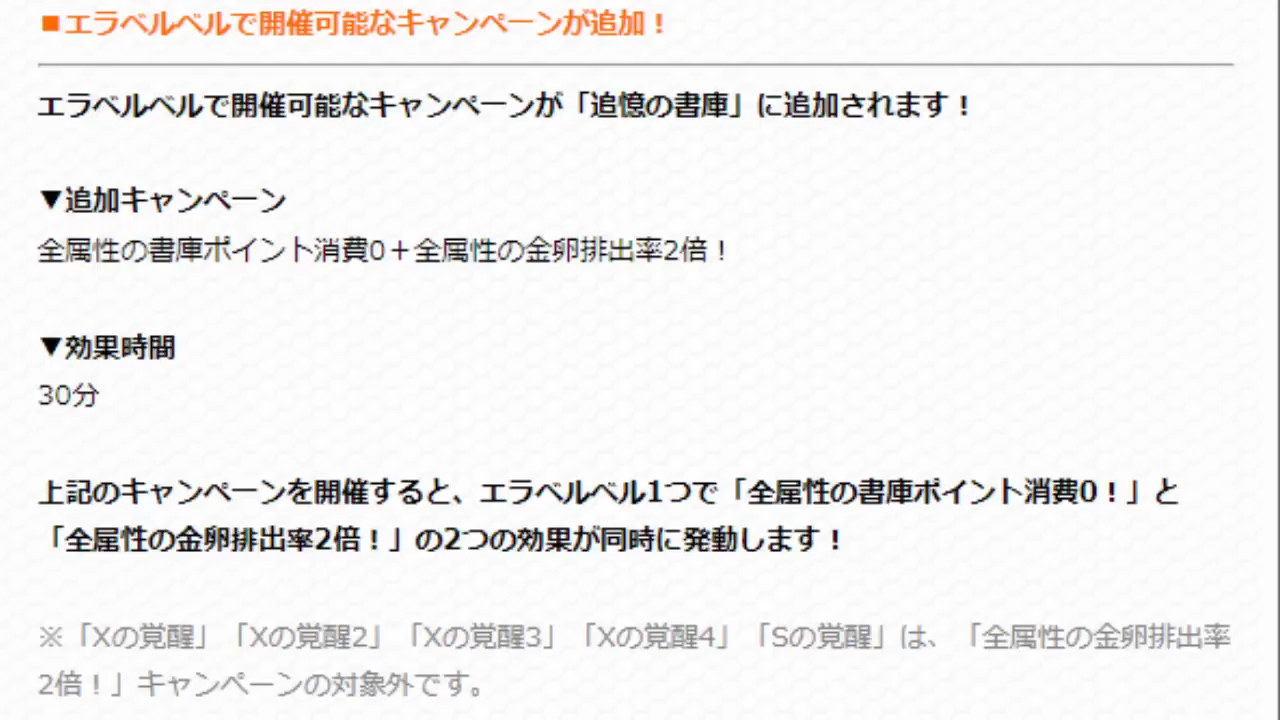 ■エラベルベルで開催可能なキャンペーンが追加！
エラベルベルで開催可能なキャンペーンが「追憶の書庫」に追加されます！
▼追加キャンペーン
全属性の書庫ポイント消費0＋全属性の金卵排出率2倍！
▼効果時間
30分
上記のキャンペーンを開催すると、エラベルベル1つで「全属性の書庫ポイント消費0！」と
「全属性の金卵排出率2倍！」の2つの効果が同時に発動します！
※「Xの覚醒」「Xの覚醒2」「Xの覚醒3」「Xの覚醒4」「Sの覚醒」は、「全属性の金卵排出率
2倍！」キャンペーンの対象外です。